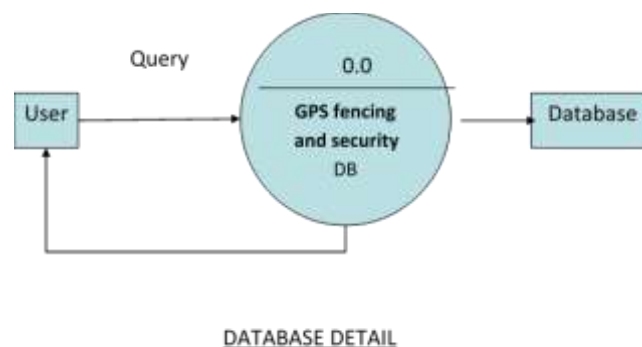 Query
0.0
User
GPS fencing
and security
DB
Database
DATABASE DETAIL